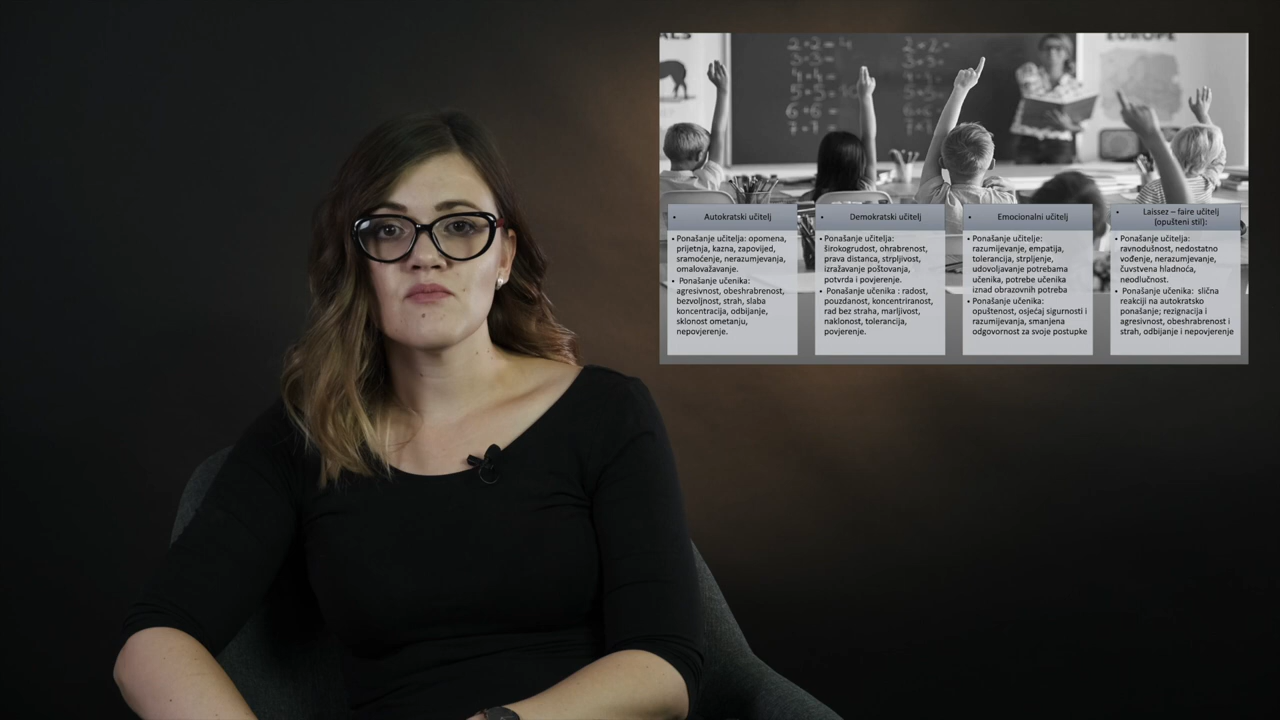 EUROPE
Autokratski učitelj
Ponašanje učitelja: opomena,
prijetnja, kazna, zapovijed,
sramoćenje, nerazumjevanja,
omalovažavanje.
Ponašanje učenika:
agresivnost, obeshrabrenost,
bezvoljnost, strah, slaba
koncentracija, odbijanje,
sklonost ometanju,
nepovjerenje.
Demokratski učitelj
Ponašanje učitelja:
širokogrudost, ohrabrenost,
prava distanca, strpljivost,
izražavanje poštovanja,
potvrda i povjerenje.
Ponašanje učenika : radost,
pouzdanost, koncentriranost,
rad bez straha, marljivost,
naklonost, tolerancija,
povjerenje.
Emocionalni učitelj
Ponašanje učitelje:
razumijevanje, empatija,
tolerancija, strpljenje,
udovoljavanje potrebama
učenika, potrebe učenika
iznad obrazovnih potreba
Ponašanje učenika:
opuštenost, osjećaj sigurnosti i
razumijevanja, smanjena
odgovornost za svoje postupke
Laissez – faire učitelj
(opušteni stil):
Ponašanje učitelja:
ravnodušnost, nedostatno
vođenje, nerazumjevanje,
čuvstvena hladnoća,
neodlučnost.
Ponašanje učenika: slična
reakciji na autokratsko
ponašanje; rezignacija i
agresivnost, obeshrabrenost i
strah, odbijanje i nepovjerenje